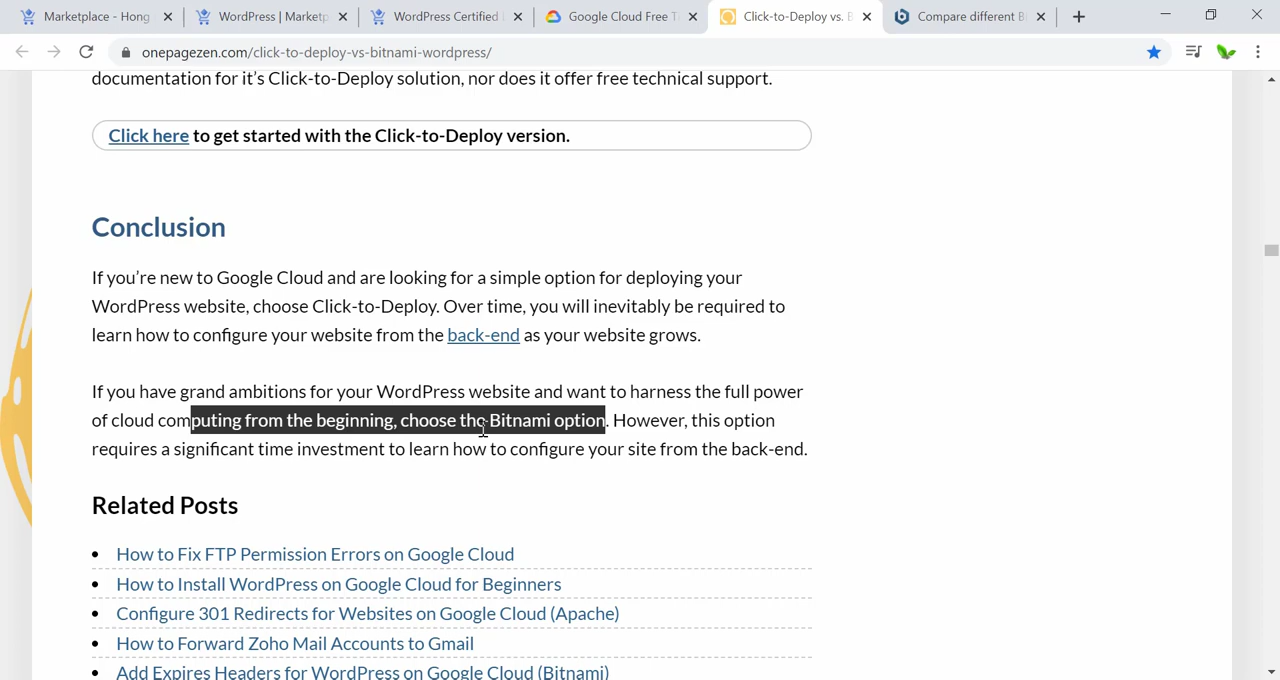 Marketplace - Hong
WordPress | Marketp
WordPress Certified
Google Cloud Free T
Click-to-Deploy vs. B
Compare different B
onepagezen.com/click-to-deploy-vs-bitnami-wordpress/
documentation for it's Click-to-Deploy solution, nor does it offer free technical support.
Click here to get started with the Click-to-Deploy version.
Conclusion
If you're new to Google Cloud and are looking for a simple option for deploying your
WordPress website, choose Click-to-Deploy. Over time, you will inevitably be required to
learn how to configure your website from the back-end as your website grows.
If you have grand ambitions for your WordPress website and want to harness the full power
of cloud computing from the beginning, choose the Bitnami option. However, this option
requires a significant time investment to learn how to configure your site from the back-end.
Related Posts
How to Fix FTP Permission Errors on Google Cloud
How to Install WordPress on Google Cloud for Beginners
Configure 301 Redirects for Websites on Google Cloud (Apache)
How to Forward Zoho Mail Accounts to Gmail
Add Expires Headers for WordPress on Google Cloud (Bitnami)